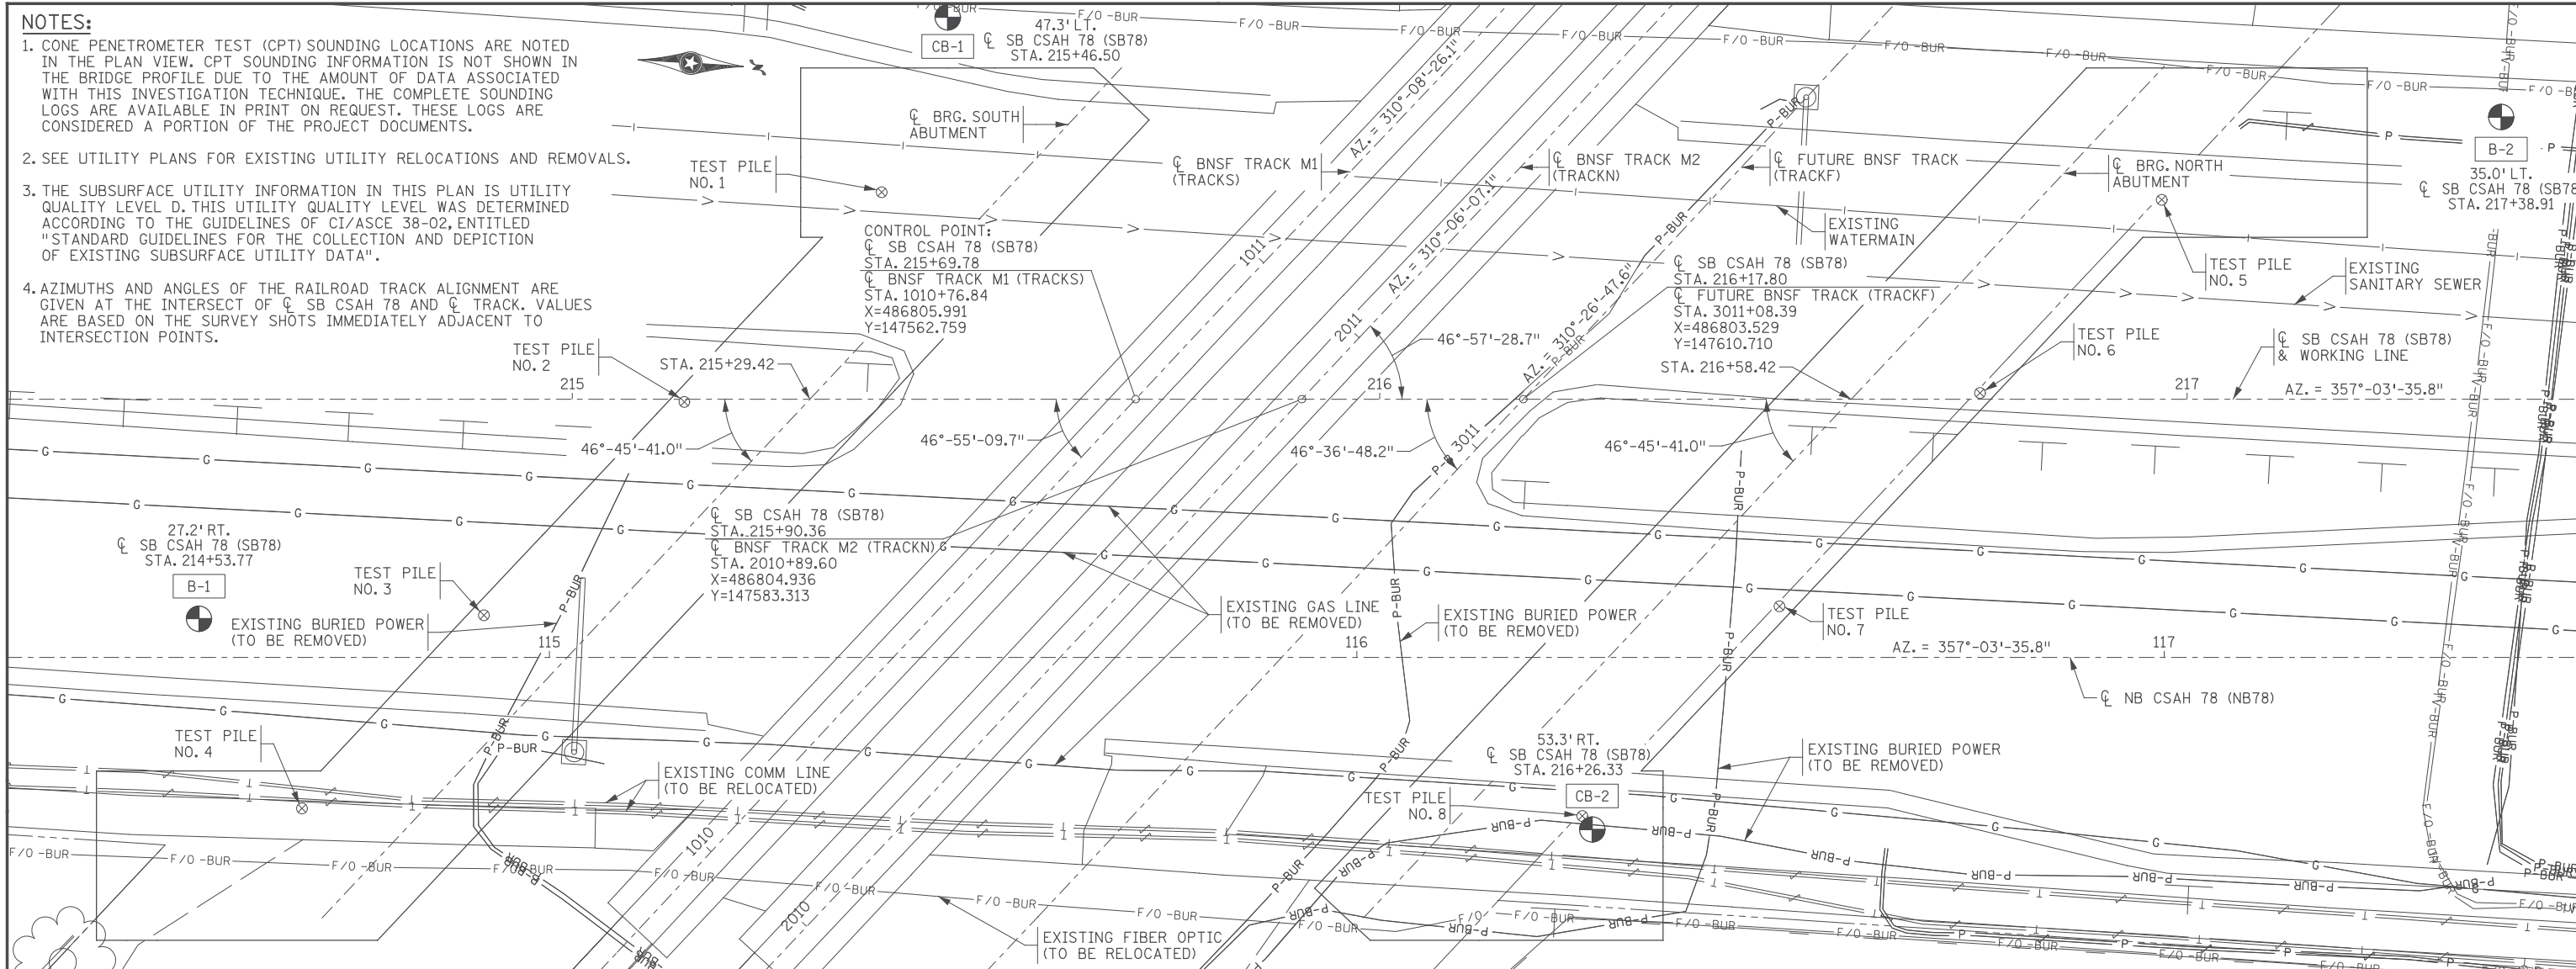 NOTES:
1. CONE PENETROMETER TEST (CPT) SOUNDING LOCATIONS ARE NOTED
IN THE PLAN VIEW. CPT SOUNDING INFORMATION IS NOT SHOWN IN
THE BRIDGE PROFILE DUE TO THE AMOUNT OF DATA ASSOCIATED
WITH THIS INVESTIGATION TECHNIQUE. THE COMPLETE SOUNDING
LOGS ARE AVAILABLE IN PRINT ON REQUEST. THESE LOGS ARE
CONSIDERED A PORTION OF THE PROJECT DOCUMENTS.
2. SEE UTILITY PLANS FOR EXISTING UTILITY RELOCATIONS AND REMOVALS.
3. THE SUBSURFACE UTILITY INFORMATION IN THIS PLAN IS UTILITY
QUALITY LEVEL D. THIS UTILITY QUALITY LEVEL WAS DETERMINED
ACCORDING TO THE GUIDELINES OF CI/ASCE 38-02, ENTITLED
"STANDARD GUIDELINES FOR THE COLLECTION AND DEPICTION
OF EXISTING SUBSURFACE UTILITY DATA".
4. AZIMUTHS AND ANGLES OF THE RAILROAD TRACK ALIGNMENT ARE
GIVEN AT THE INTERSECT OF ℄ SB CSAH 78 AND ℄ TRACK. VALUES
ARE BASED ON THE SURVEY SHOTS IMMEDIATELY ADJACENT TO
INTERSECTION POINTS.
47.3' LT.
CB-1
℄ SB CSAH 78 (SB78)
STA. 215+46.50
℄ BRG. SOUTH
ABUTMENT
TEST PILE
NO. 1
℄ BNSF TRACK M1
(TRACKS)
AZ. = 310°-08'-26.1"
℄ BNSF TRACK M2
(TRACKN)
AZ. = 310°-06'-07.1"
℄ FUTURE BNSF TRACK
(TRACKF)
AZ. = 310°-26'-47.6"
℄ BRG. NORTH
ABUTMENT
B-2
35.0' LT.
℄ SB CSAH 78 (SB78
STA. 217+38.91
EXISTING
WATERMAIN
TEST PILE
NO. 5
EXISTING
SANITARY SEWER
CONTROL POINT:
℄ SB CSAH 78 (SB78)
STA. 215+69.78
℄ BNSF TRACK M1 (TRACKS)
STA. 1010+76.84
X=486805.991
Y=147562.759
1011
2011
℄ SB CSAH 78 (SB78)
STA. 216+17.80
℄ FUTURE BNSF TRACK (TRACKF)
STA. 3011+08.39
X=486803.529
Y=147610.710
TEST PILE
NO. 2
STA. 215+29.42
46°-57'-28.7"
STA. 216+58.42
TEST PILE
NO. 6
℄ SB CSAH 78 (SB78)
& WORKING LINE
215
216
217
AZ. = 357°-03'-35.8"
46°-45'-41.0"
46°-55'-09.7"
46°-36'-48.2"
3011
46°-45'-41.0"
℄ SB CSAH 78 (SB78)
STA. 215+90.36
℄ BNSF TRACK M2 (TRACKN)
STA. 2010+89.60
X=486804.936
Y=147583.313
27.2' RT.
℄ SB CSAH 78 (SB78)
STA. 214+53.77
B-1
TEST PILE
NO. 3
EXISTING BURIED POWER
(TO BE REMOVED)
EXISTING GAS LINE
(TO BE REMOVED)
EXISTING BURIED POWER
(TO BE REMOVED)
TEST PILE
NO. 7
115
116
117
AZ. = 357°-03'-35.8"
℄ NB CSAH 78 (NB78)
TEST PILE
NO. 4
EXISTING COMM LINE
(TO BE RELOCATED)
53.3' RT.
℄ SB CSAH 78 (SB78)
STA. 216+26.33
CB-2
TEST PILE
NO. 8
EXISTING BURIED POWER
(TO BE REMOVED)
1010
2010
EXISTING FIBER OPTIC
(TO BE RELOCATED)
F/O -BUR
P-BUR
G